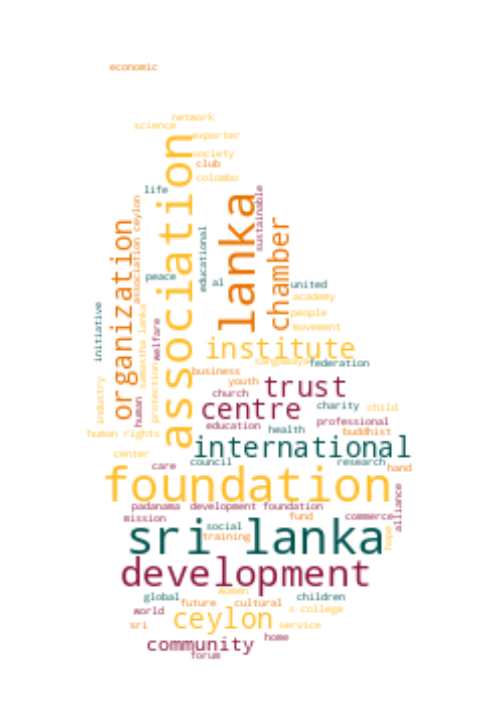 economic
network
science
exporter
society
club
colombo
life
association
lanka
sustainable
association ceylon
organization
chamber
educational
peace
al
united
academy
people
movement
initiative
samastha lanka
welfare
protection
human
industry
institute
sangamaya
federation
business
youth
trust
church
centre
charity
child
professional
education
health
buddhist
human rights
international
center
council
research
care
hand
foundation
padanama
development foundation
alliance
mission
fund
commerce
social
training
hope
sri lanka
development
women
global
future
cultural
children
world
s college
ceylon
sri
service
home
community
forum